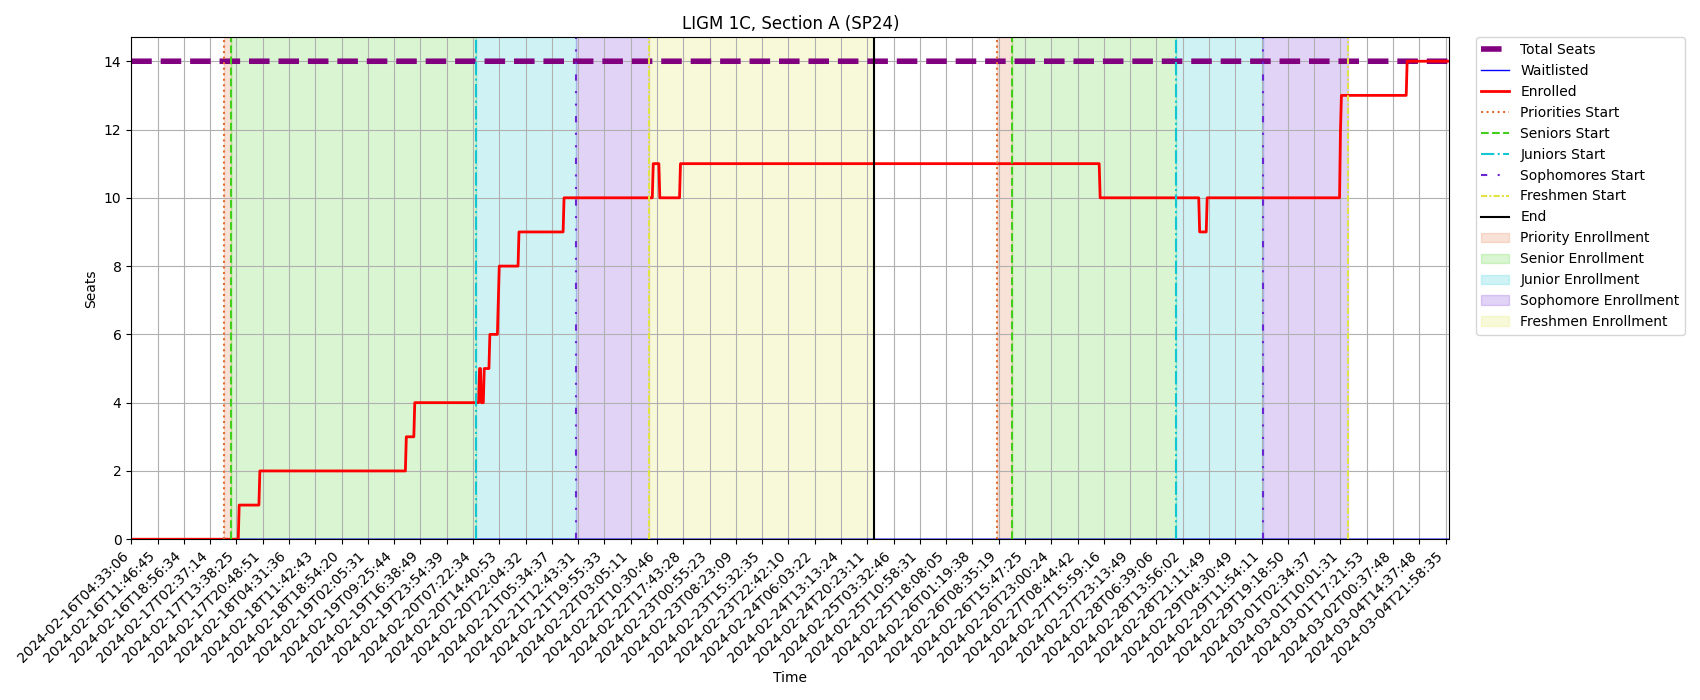 LIGM 1C, Section A (SP24)
Seats
14
12
10
8
6
4
2
0
2024-02-16T04:33:06
2024-02-16T11:46:45
2024-02-16T18:56:34
2024-02-17T02:37:14
2024-02-17T13:38:25
2024-02-17T20:48:51
2024-02-18T04:31:36
2024-02-18T11:42:43
2024-02-18T18:54:20
2024-02-19T02:05:31
2024-02-19T09:25:44
2024-02-19T16:38:49
2024-02-19T23:54:39
2024-02-20T07:22:34
2024-02-20T14:40:53
2024-02-20T22:04:32
2024-02-21T05:34:37
2024-02-21T12:43:31
2024-02-21T19:55:33
2024-02-22T03:05:11
2024-02-22T10:30:46
2024-02-22T17:43:28
2024-02-23T00:55:23
2024-02-23T08:23:09
2024-02-23T15:32:35
2024-02-23T22:42:10
2024-02-24T06:03:22
2024-02-24T13:13:24
2024-02-24T20:23:11
2024-02-25T03:32:46
2024-02-25T10:58:31
2024-02-25T18:08:05
2024-02-26T01:19:38
2024-02-26T08:35:19
2024-02-26T15:47:25
2024-02-26T23:00:24
2024-02-27T08:44:42
2024-02-27T15:59:16
2024-02-27T23:13:49
2024-02-28T06:39:06
2024-02-28T13:56:02
2024-02-28T21:11:49
2024-02-29T04:30:49
2024-02-29T11:54:11
2024-02-29T19:18:50
2024-03-01T02:34:37
2024-03-01T10:01:31
2024-03-01T17:21:53
2024-03-02T00:37:48
2024-03-04T14:37:48
2024-03-04T21:58:35
Time
Total Seats
Waitlisted
Enrolled
Priorities Start
Seniors Start
Juniors Start
Sophomores Start
Freshmen Start
End
Priority Enrollment
Senior Enrollment
Junior Enrollment
Sophomore Enrollment
Freshmen Enrollment